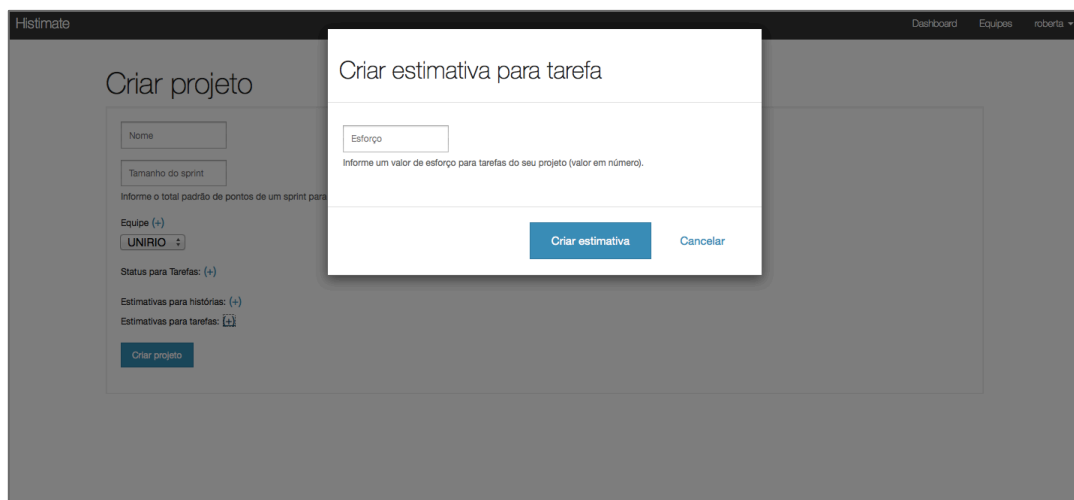 Histimate
Dashboard Equipes roberta
Criar estimativa para tarefa
Esforço
Informe um valor de esforço para tarefas do seu projeto (valor em número).
Criar estimativa Cancelar
Criar projeto
Nome
Tamanho do sprint
Informe o total padrão de pontos de um sprint para
Equipe (+)
UNIRIO
Status para Tarefas: (+)
Estimativas para histórias: (+)
Estimativas para tarefas: (+)
Criar projeto